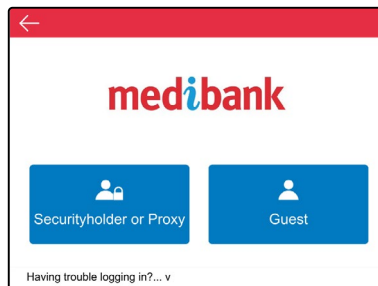 medibank
Securityholder or Proxy
Guest
Having trouble logging in?... v